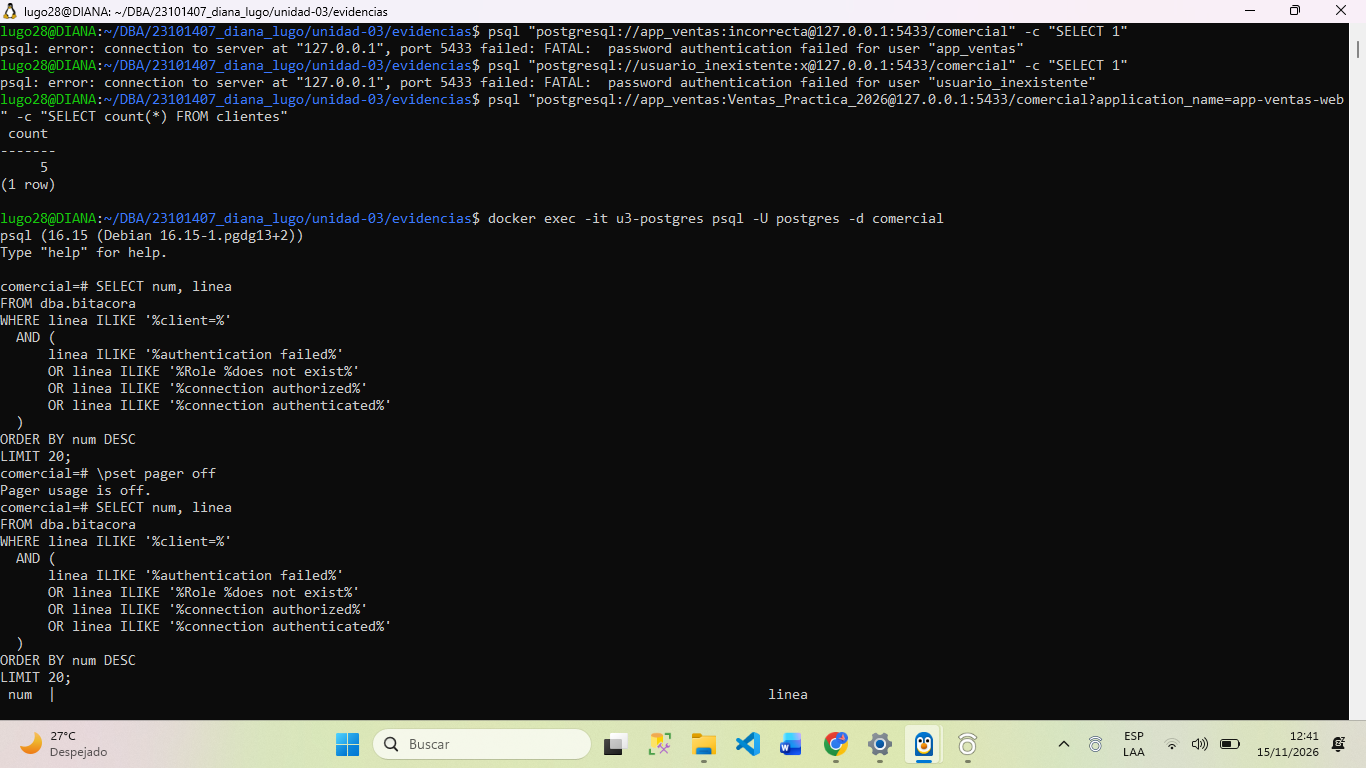 lugo28@DIANA: ~/DBA/23101407_diana_lugo/unidad-03/evidencias
lugo28@DIANA:~/DBA/23101407_diana_lugo/unidad-03/evidencias$ psql "postgresql://app_ventas:incorrecta@127.0.0.1:5433/comercial" -c "SELECT 1"
psql: error: connection to server at "127.0.0.1", port 5433 failed: FATAL:  password authentication failed for user "app_ventas"
lugo28@DIANA:~/DBA/23101407_diana_lugo/unidad-03/evidencias$ psql "postgresql://usuario_inexistente:x@127.0.0.1:5433/comercial" -c "SELECT 1"
psql: error: connection to server at "127.0.0.1", port 5433 failed: FATAL:  password authentication failed for user "usuario_inexistente"
lugo28@DIANA:~/DBA/23101407_diana_lugo/unidad-03/evidencias$ psql "postgresql://app_ventas:Ventas_Practica_2026@127.0.0.1:5433/comercial?application_name=app-ventas-web
" -c "SELECT count(*) FROM clientes"
 count
-------
     5
(1 row)
lugo28@DIANA:~/DBA/23101407_diana_lugo/unidad-03/evidencias$ docker exec -it u3-postgres psql -U postgres -d comercial
psql (16.15 (Debian 16.15-1.pgdg13+2))
Type "help" for help.
comercial=# SELECT num, linea
FROM dba.bitacora
WHERE linea ILIKE '%client=%'
  AND (
      linea ILIKE '%authentication failed%'
      OR linea ILIKE '%Role %does not exist%'
      OR linea ILIKE '%connection authorized%'
      OR linea ILIKE '%connection authenticated%'
  )
ORDER BY num DESC
LIMIT 20;
comercial=# \pset pager off
Pager usage is off.
comercial=# SELECT num, linea
FROM dba.bitacora
WHERE linea ILIKE '%client=%'
  AND (
      linea ILIKE '%authentication failed%'
      OR linea ILIKE '%Role %does not exist%'
      OR linea ILIKE '%connection authorized%'
      OR linea ILIKE '%connection authenticated%'
  )
ORDER BY num DESC
LIMIT 20;
 num  |                                                                                         linea
27°C
Despejado
Buscar
ESP
LAA
12:41
15/11/2026